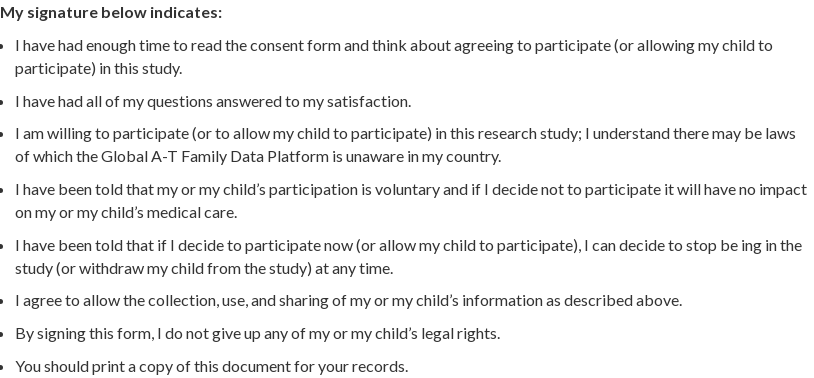 My signature below indicates:
• I have had enough time to read the consent form and think about agreeing to participate (or allowing my child to
participate) in this study.
• I have had all of my questions answered to my satisfaction.
• I am willing to participate (or to allow my child to participate) in this research study; I understand there may be laws
of which the Global A-T Family Data Platform is unaware in my country.
• I have been told that my or my child’s participation is voluntary and if I decide not to participate it will have no impact
on my or my child’s medical care.
• I have been told that if I decide to participate now (or allow my child to participate), I can decide to stop be ing in the
study (or withdraw my child from the study) at any time.
• I agree to allow the collection, use, and sharing of my or my child’s information as described above.
• By signing this form, I do not give up any of my or my child’s legal rights.
• You should print a copy of this document for your records.